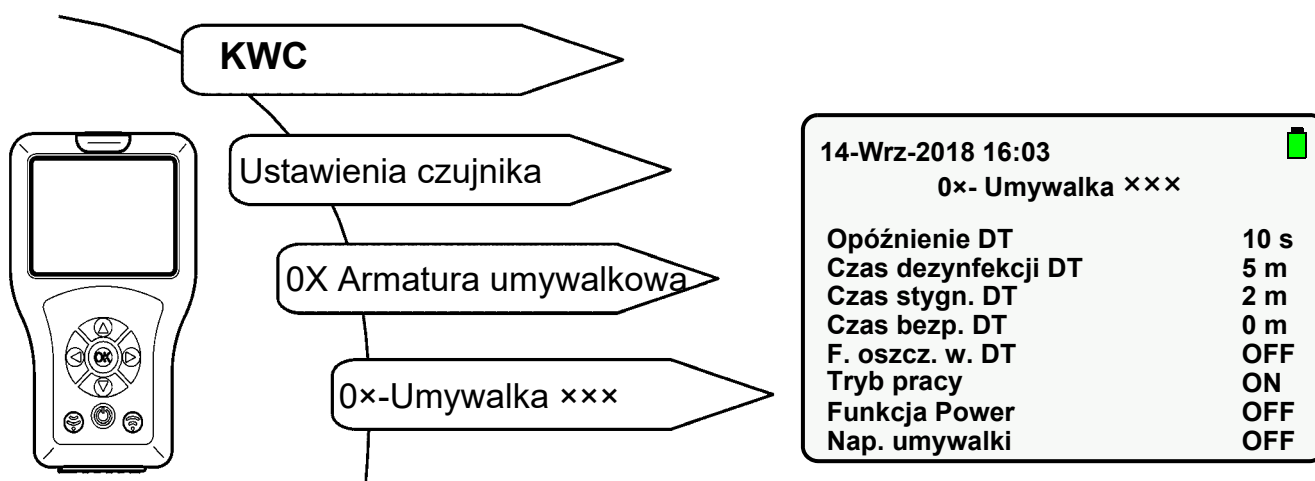 KWC
Ustawienia czujnika
0X Armatura umywalkowa
0×-Umywalka ×××
OK
14-Wrz-2018 16:03
0×- Umywalka ×××
Opóźnienie DT 10 s
Czas dezynfekcji DT 5 m
Czas stygn. DT 2 m
Czas bezp. DT 0 m
F. oszcz. w. DT OFF
Tryb pracy ON
Funkcja Power OFF
Nap. umywalki OFF